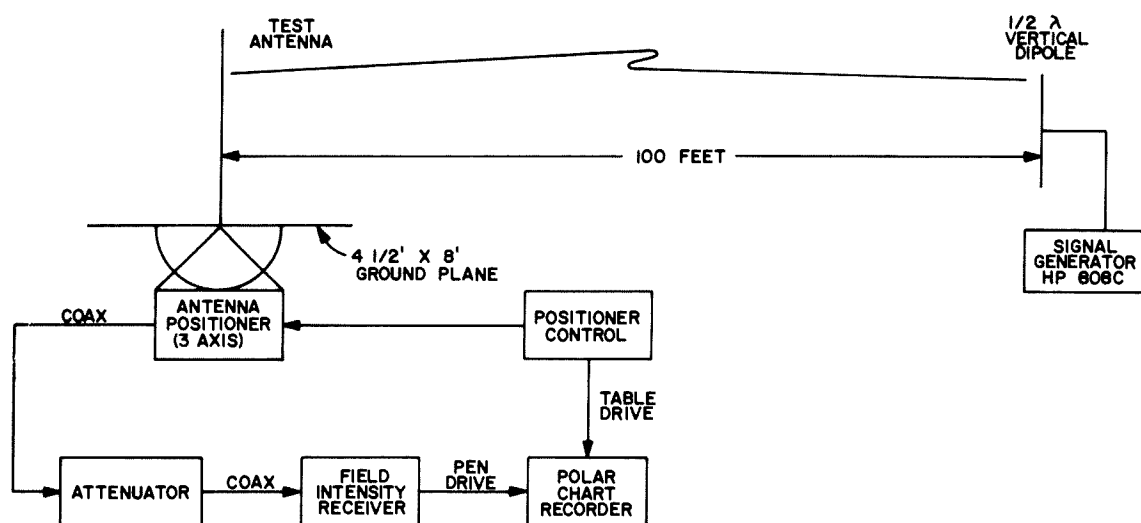 TEST
ANTENNA
1/2 λ
VERTICAL
DIPOLE
100 FEET
4 1/2' X 8'
GROUND PLANE
SIGNAL
GENERATOR
HP 608C
COAX
ANTENNA
POSITIONER
(3 AXIS)
POSITIONER
CONTROL
TABLE
DRIVE
ATTENUATOR
COAX
FIELD
INTENSITY
RECEIVER
PEN
DRIVE
POLAR
CHART
RECORDER